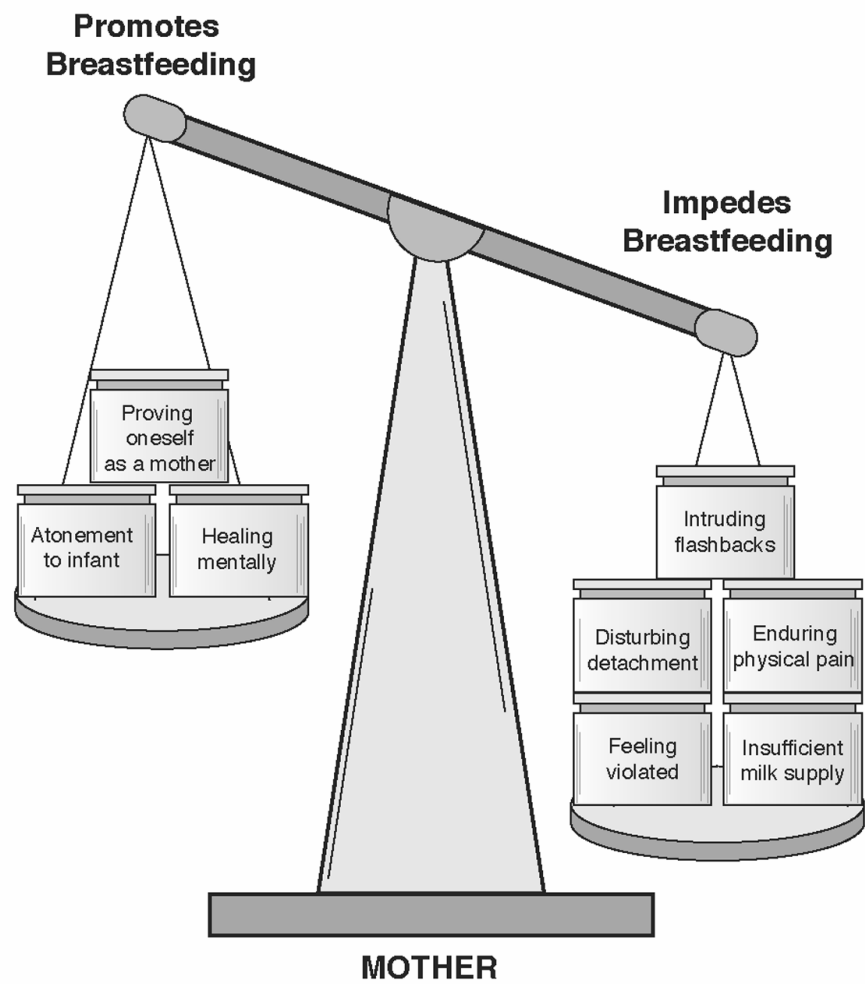 Promotes
Breastfeeding
Impedes
Breastfeeding
Proving
oneself
as a mother
Atonement
to infant
Healing
mentally
Intruding
flashbacks
Disturbing
detachment
Enduring
physical pain
Feeling
violated
Insufficient
milk supply
MOTHER